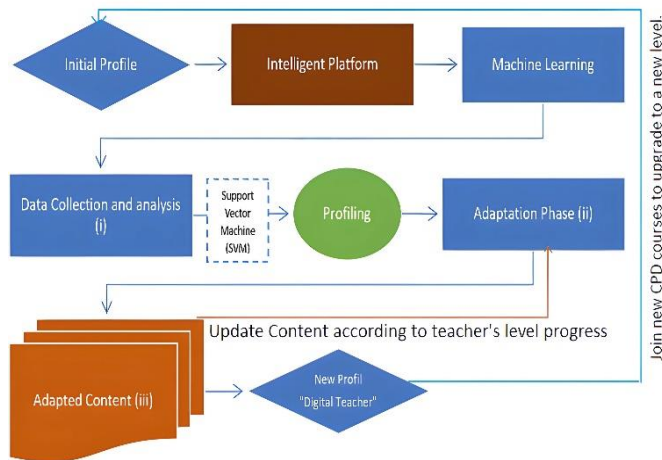 Initial Profile
Intelligent Platform
Machine Learning
Data Collection and analysis
(i)
Support
Vector
Machine
(SVM)
Profiling
Adaptation Phase (ii)
Update Content according to teacher's level progress
Adapted Content (iii)
New Profil
"Digital Teacher"
Join new CPD courses to upgrade to a new level.